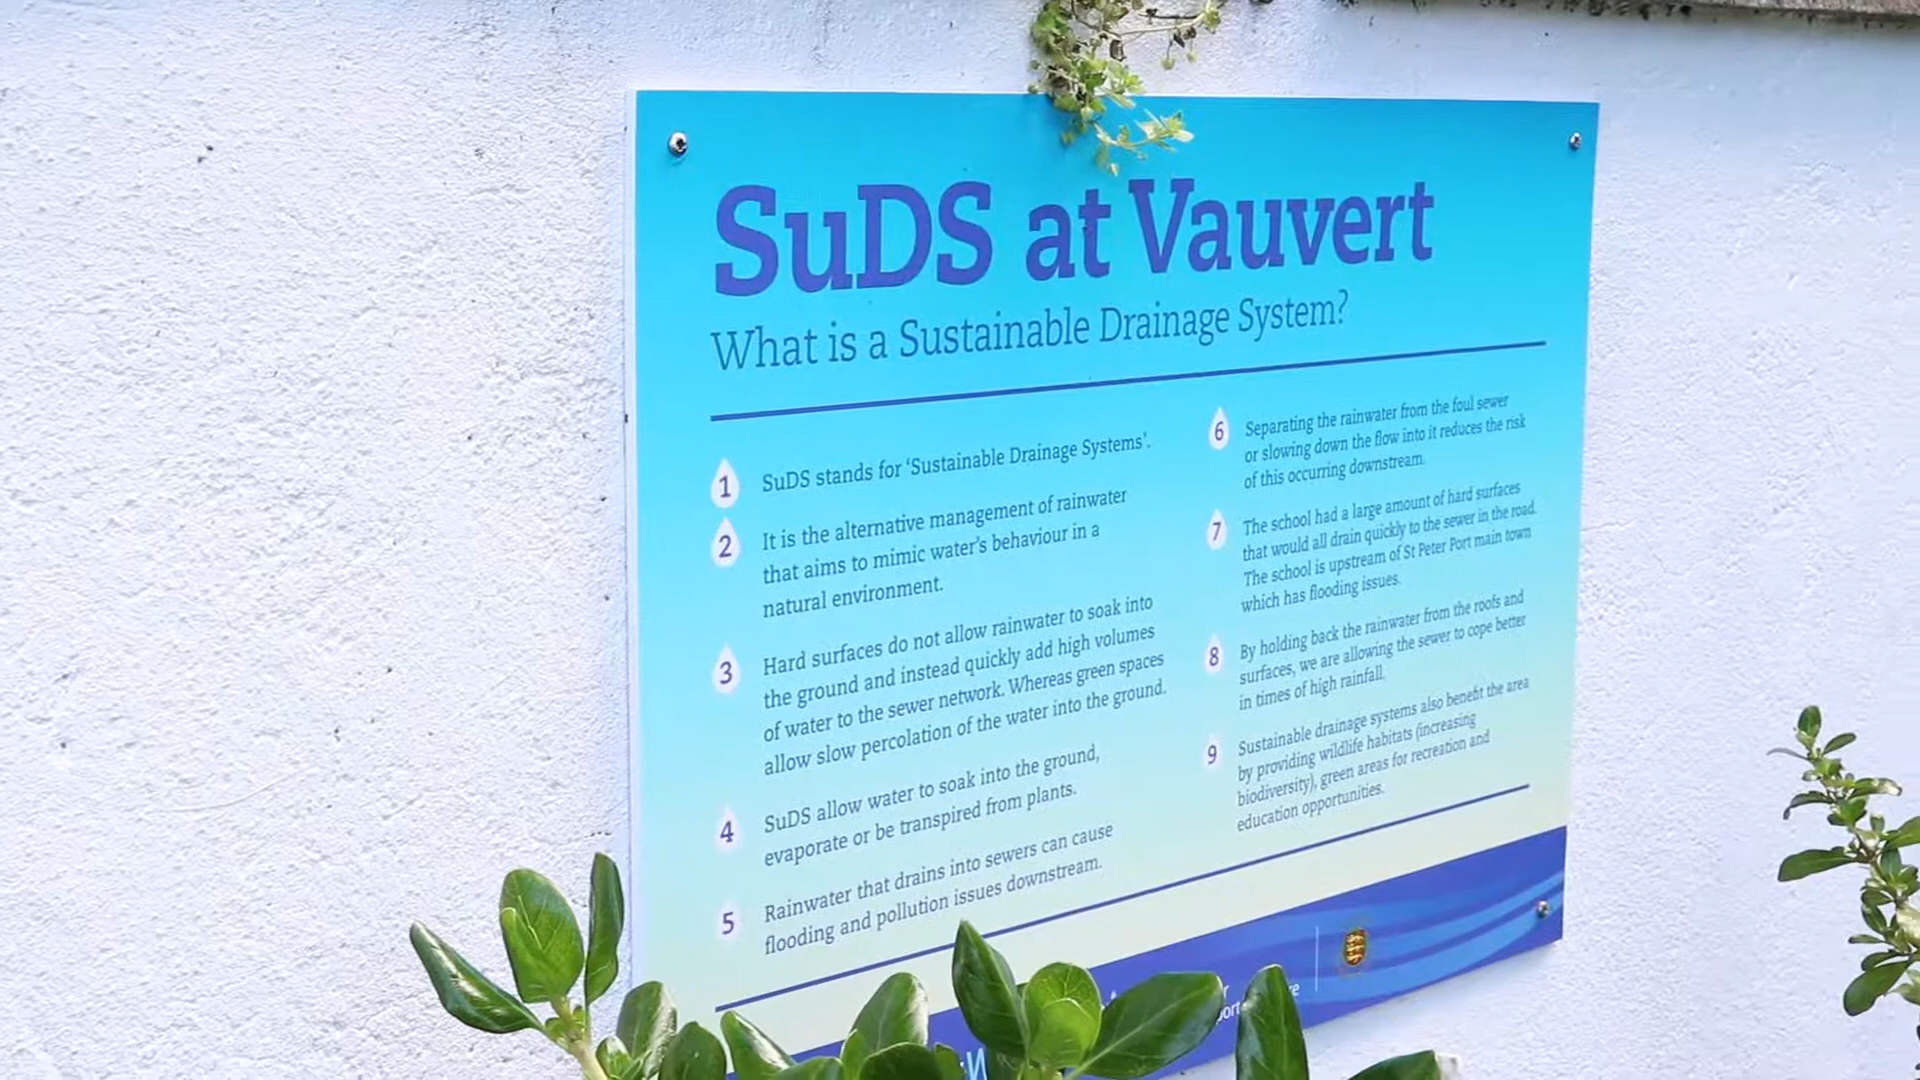 SuDS at Vauvert
What is a Sustainable Drainage System?
1 SuDS stands for 'Sustainable Drainage Systems'.
2 It is the alternative management of rainwater
that aims to mimic water's behaviour in a
natural environment.
3 Hard surfaces do not allow rainwater to soak into
the ground and instead quickly add high volumes
of water to the sewer network. Whereas green spaces
allow slow percolation of the water into the ground.
4 SuDS allow water to soak into the ground,
evaporate or be transpired from plants.
5 Rainwater that drains into sewers can cause
flooding and pollution issues downstream.
6 Separating the rainwater from the foul sewer
or slowing down the flow into it reduces the risk
of this occurring downstream.
7 The school had a large amount of hard surfaces
that would all drain quickly to the sewer in the road.
The school is upstream of St Peter Port main town
which has flooding issues.
8 By holding back the rainwater from the roofs and
surfaces, we are allowing the sewer to cope better
in times of high rainfall.
9 Sustainable drainage systems also benefit the area
by providing wildlife habitats (increasing
biodiversity), green areas for recreation and
education opportunities.